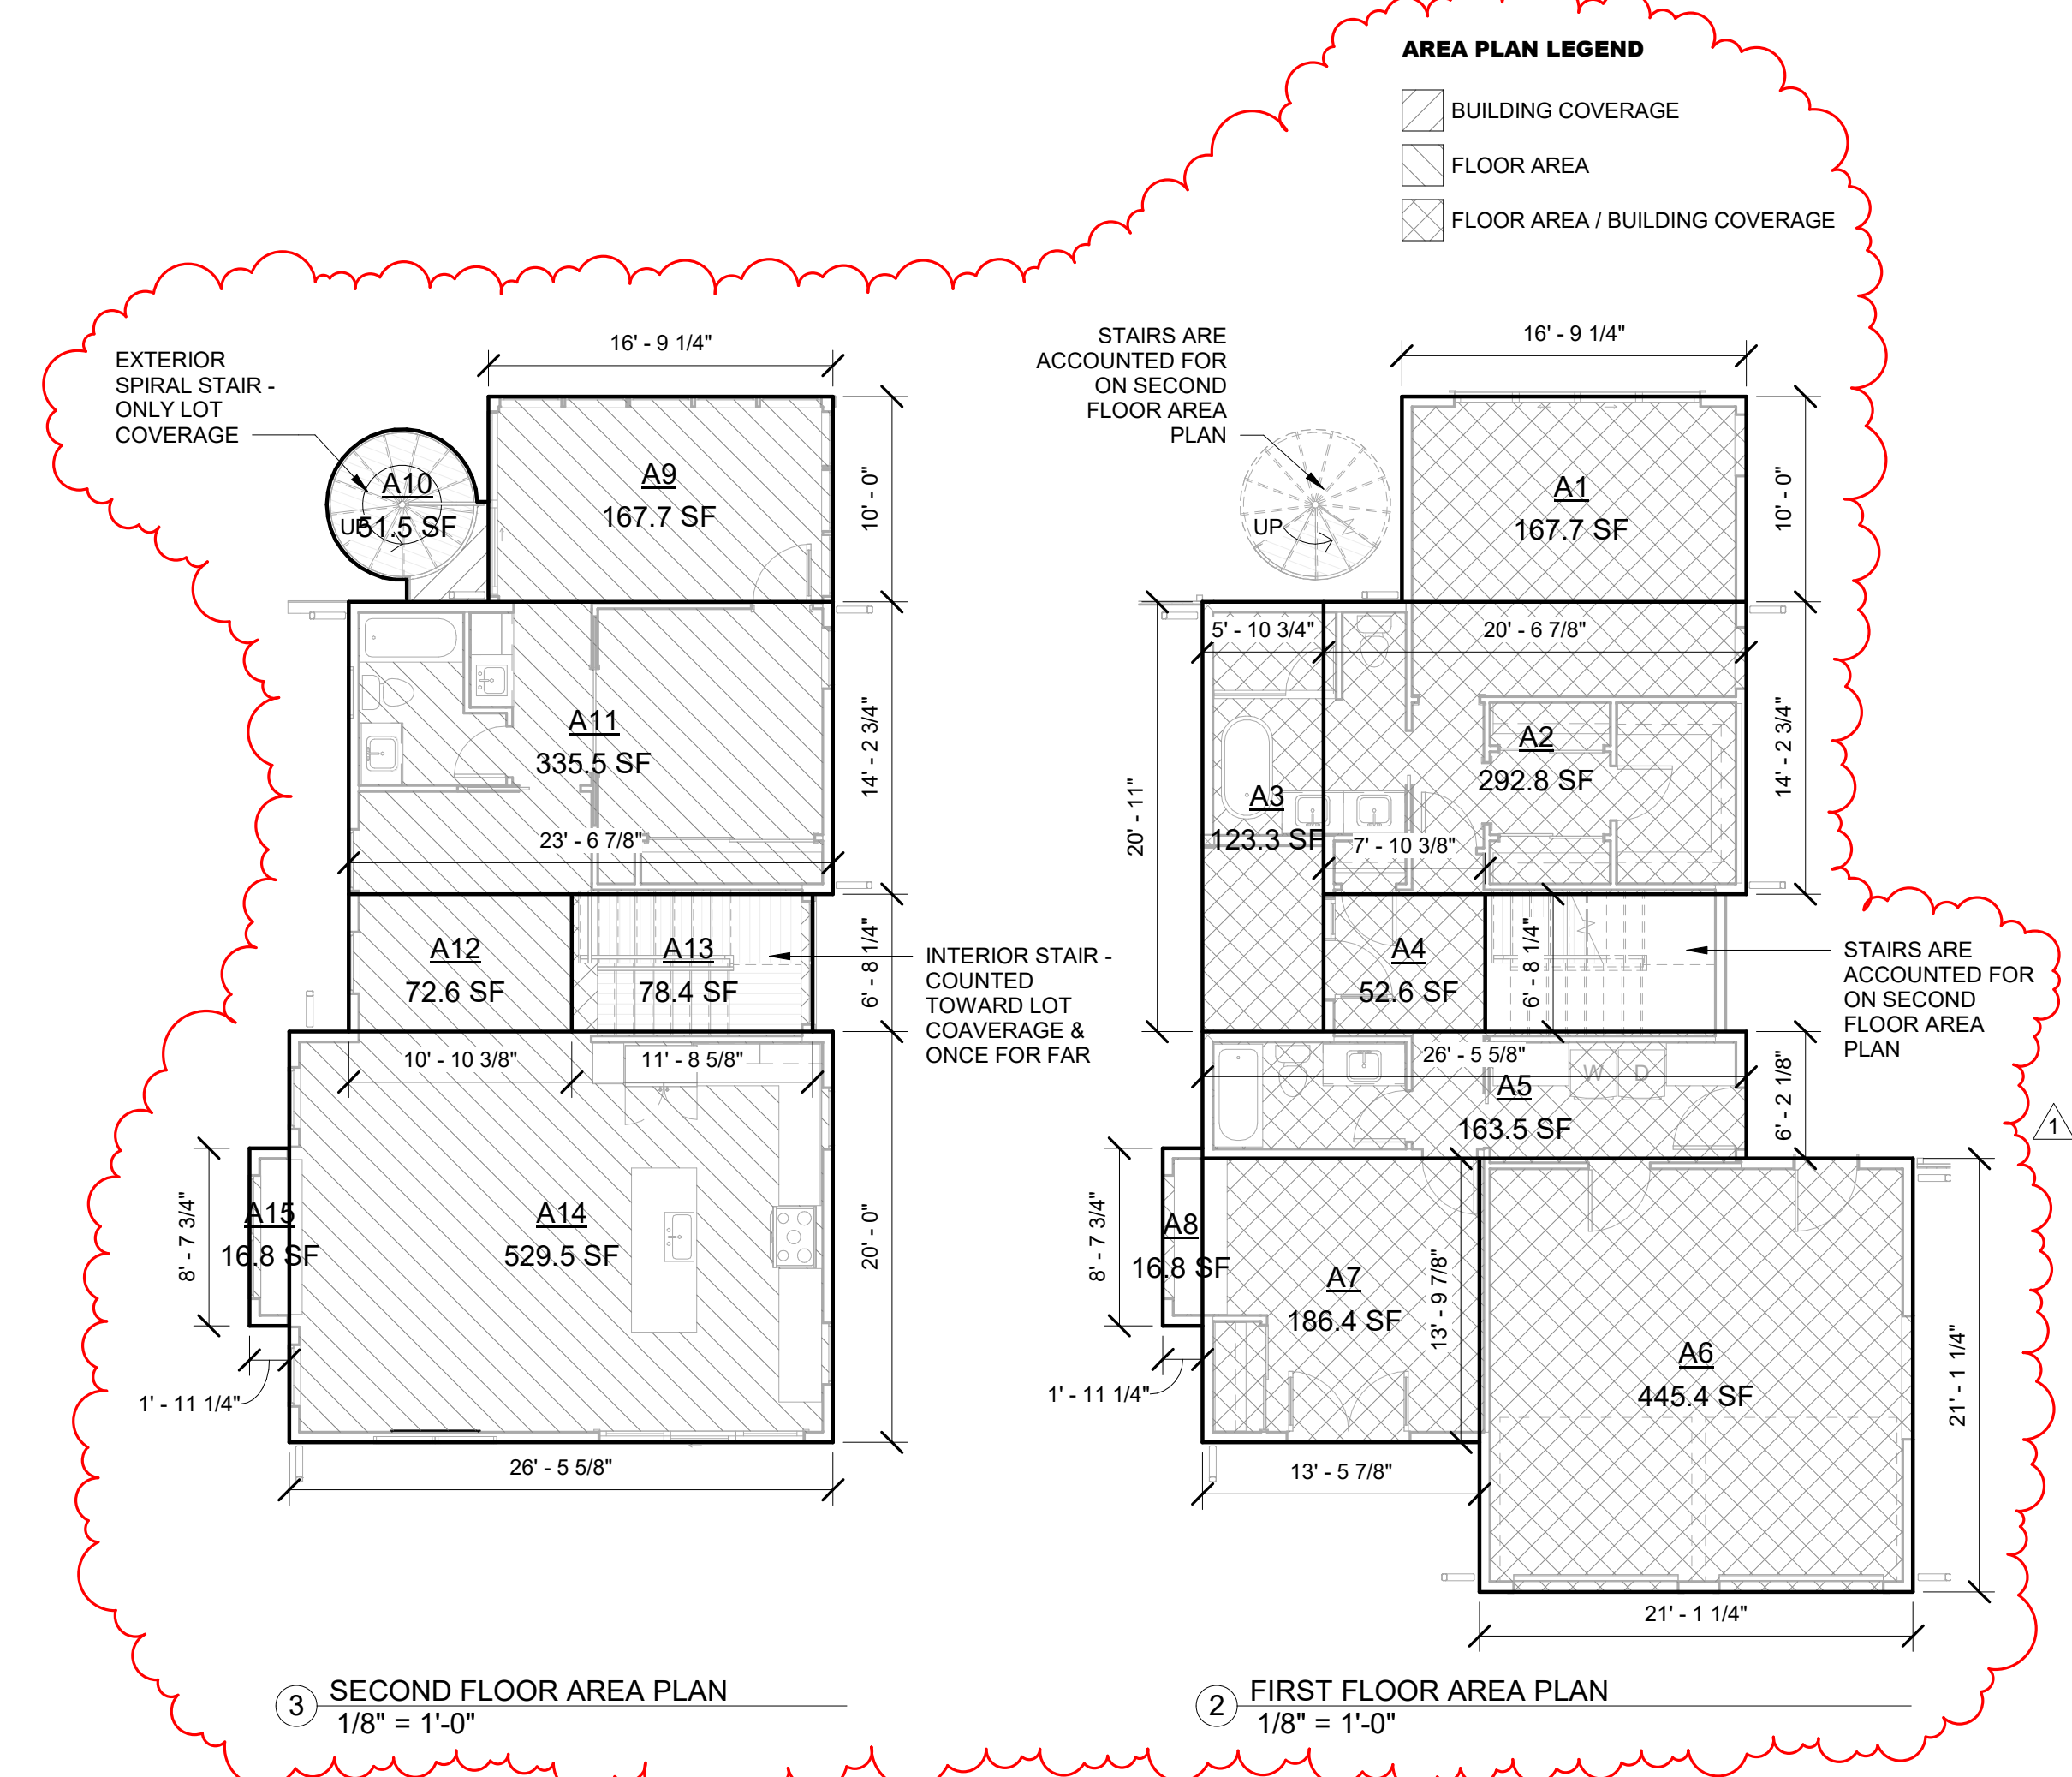 AREA PLAN LEGEND
BUILDING COVERAGE
FLOOR AREA
FLOOR AREA / BUILDING COVERAGE
EXTERIOR
SPIRAL STAIR -
ONLY LOT
COVERAGE
16' - 9 1/4"
10' - 0"
A10
51.5 SF
UP
A9
167.7 SF
A11
335.5 SF
14' - 2 3/4"
23' - 6 7/8"
A12
72.6 SF
A13
78.4 SF
6' - 8 1/4"
INTERIOR STAIR -
COUNTED
TOWARD LOT
COAVERAGE &
ONCE FOR FAR
10' - 10 3/8"
11' - 8 5/8"
8' - 7 3/4"
A15
16.8 SF
A14
529.5 SF
20' - 0"
1' - 11 1/4"
26' - 5 5/8"
3
SECOND FLOOR AREA PLAN
1/8" = 1'-0"
STAIRS ARE
ACCOUNTED FOR
ON SECOND
FLOOR AREA
PLAN
16' - 9 1/4"
10' - 0"
UP
A1
167.7 SF
5' - 10 3/4"
20' - 6 7/8"
14' - 2 3/4"
20' - 11"
A2
292.8 SF
A3
123.3 SF
7' - 10 3/8"
A4
52.6 SF
6' - 8 1/4"
STAIRS ARE
ACCOUNTED FOR
ON SECOND
FLOOR AREA
PLAN
26' - 5 5/8"
W
D
A5
163.5 SF
6' - 2 1/8"
1
8' - 7 3/4"
A8
16.8 SF
A7
186.4 SF
13' - 9 7/8"
A6
445.4 SF
21' - 1 1/4"
1' - 11 1/4"
13' - 5 7/8"
21' - 1 1/4"
2
FIRST FLOOR AREA PLAN
1/8" = 1'-0"